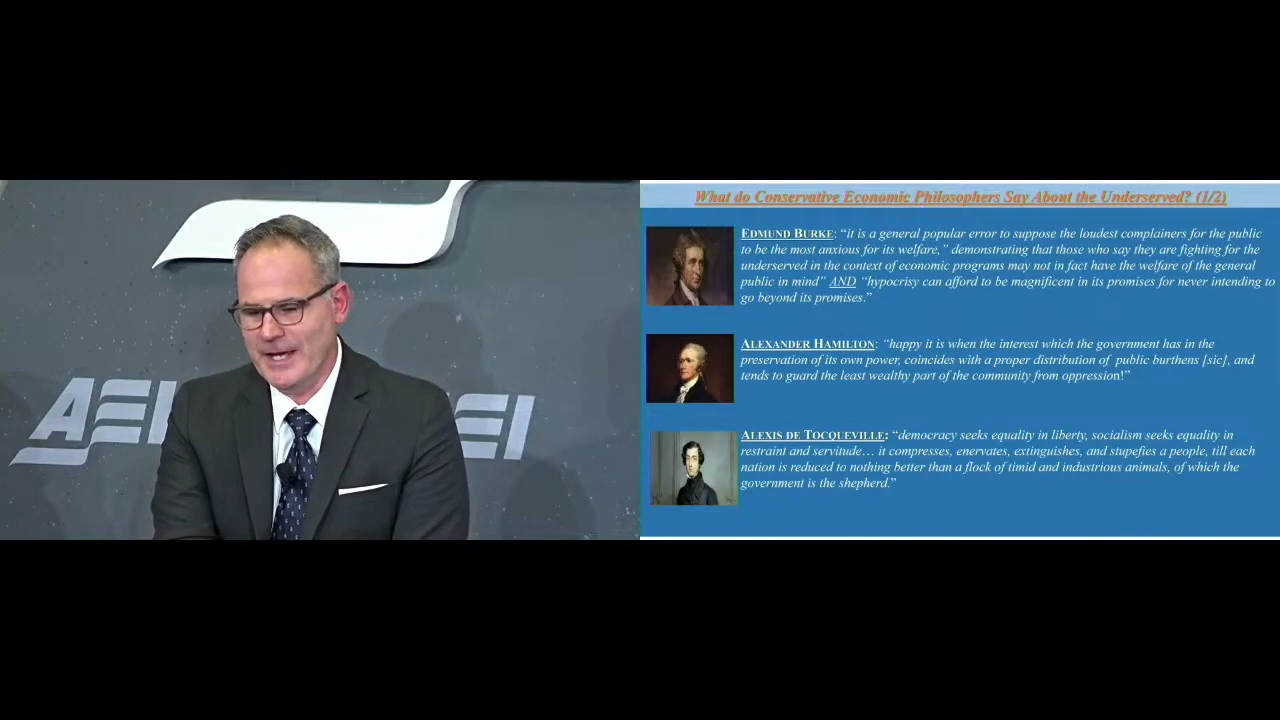 AEI
EI
What do Conservative Economic Philosophers Say About the Underserved? (1/2)
EDMUND BURKE: “it is a general popular error to suppose the loudest complainers for the public
to be the most anxious for its welfare,” demonstrating that those who say they are fighting for the
underserved in the context of economic programs may not in fact have the welfare of the general
public in mind” AND “hypocrisy can afford to be magnificent in its promises for never intending to
go beyond its promises.”
ALEXANDER HAMILTON: “happy it is when the interest which the government has in the
preservation of its own power, coincides with a proper distribution of public burthens [sic], and
tends to guard the least wealthy part of the community from oppression!”
ALEXIS DE TOCQUEVILLE: “democracy seeks equality in liberty, socialism seeks equality in
restraint and servitude… it compresses, enervates, extinguishes, and stupefies a people, till each
nation is reduced to nothing better than a flock of timid and industrious animals, of which the
government is the shepherd.”